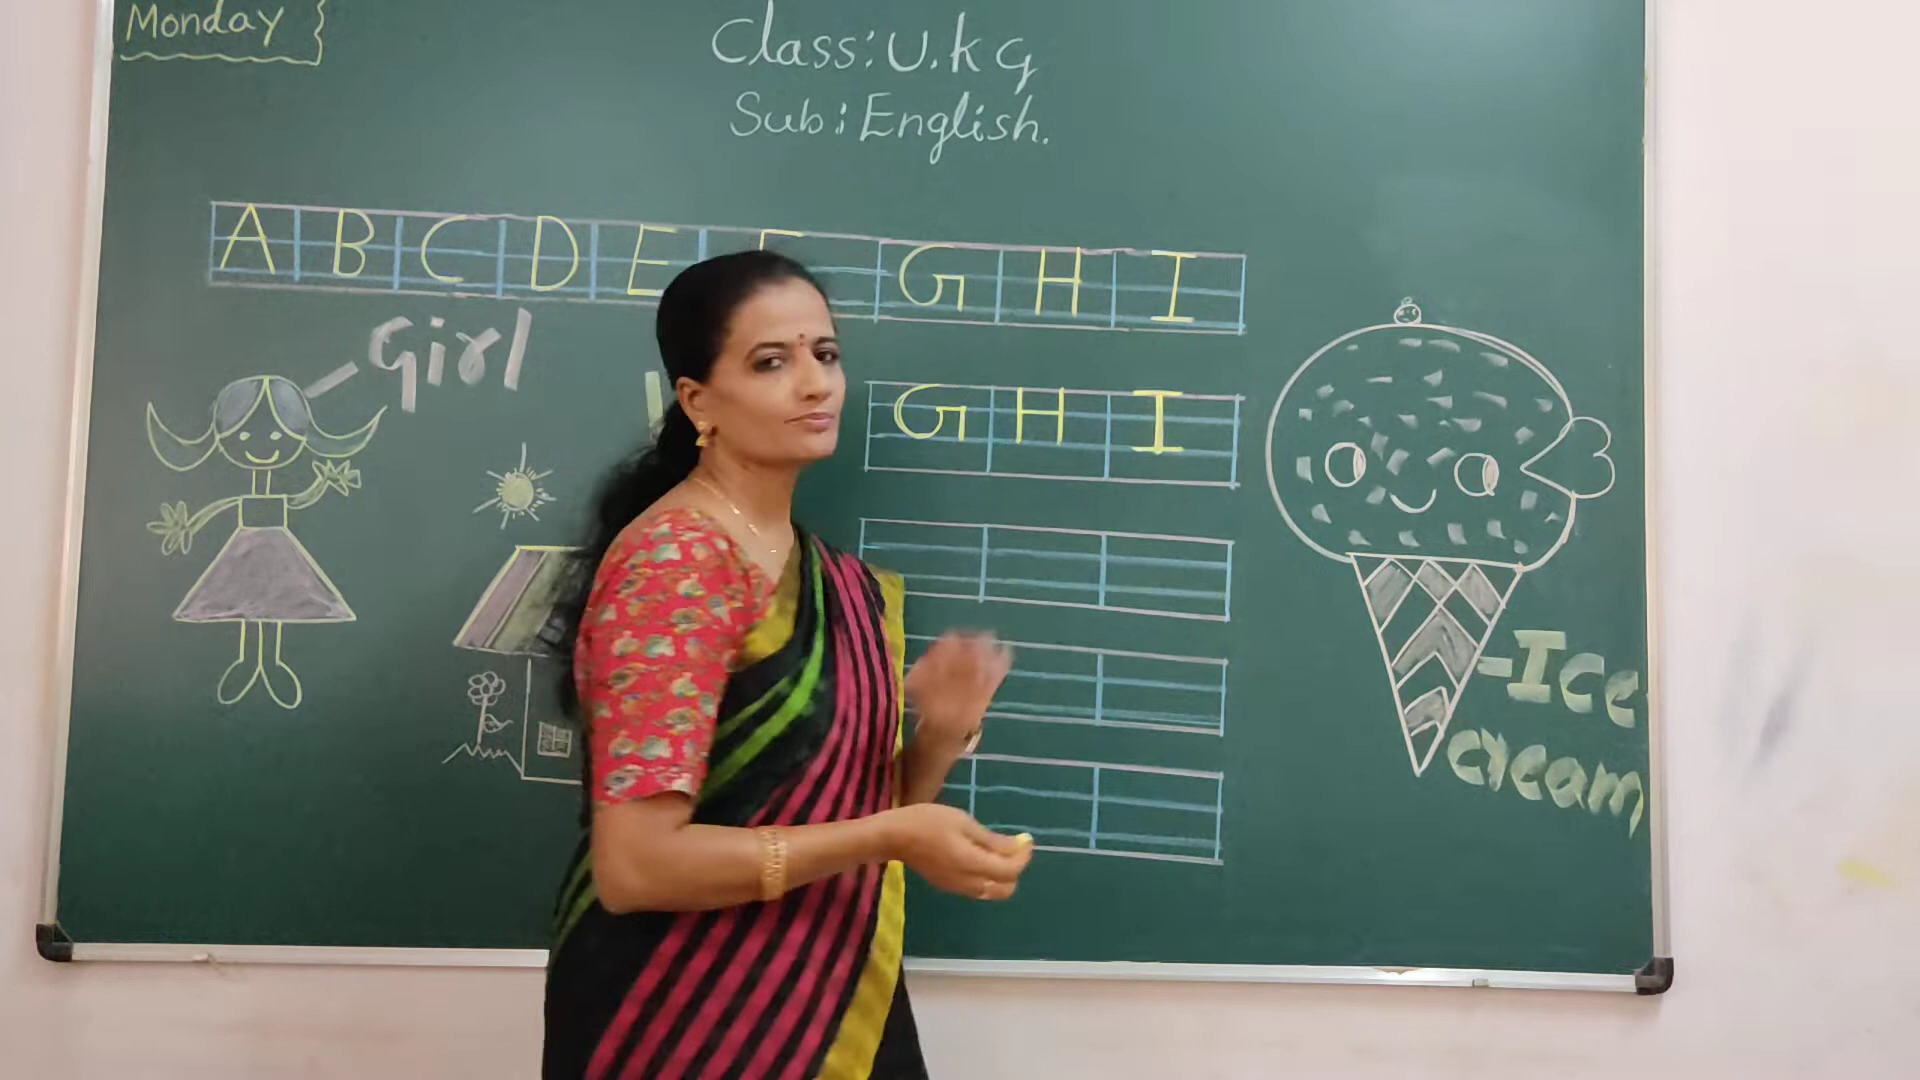 Monday
Class: U.K G
Sub: English.
A B C D E F G H I
Girl
G H I
-Ice
cream